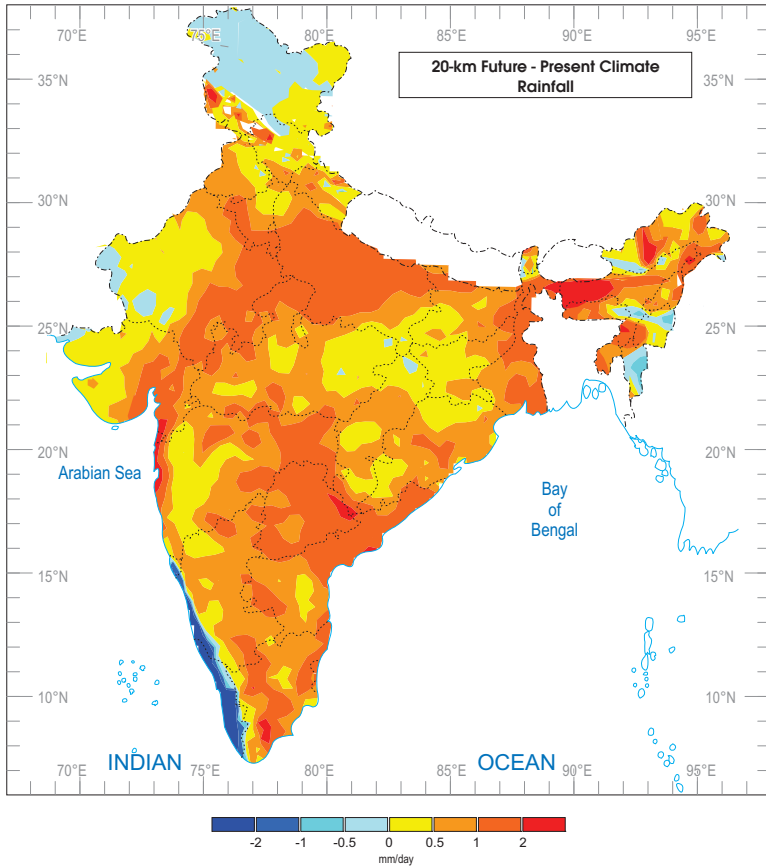 70°E 75°E 80°E 85°E 90°E 95°E
20-km Future - Present Climate
Rainfall
35°N 35°N
30°N 30°N
25°N 25°N
20°N 20°N
Arabian Sea
Bay
of
Bengal
15°N 15°N
10°N 10°N
INDIAN OCEAN
70°E 75°E 80°E 85°E 90°E 95°E
-2 -1 -0.5 0 0.5 1 2
mm/day